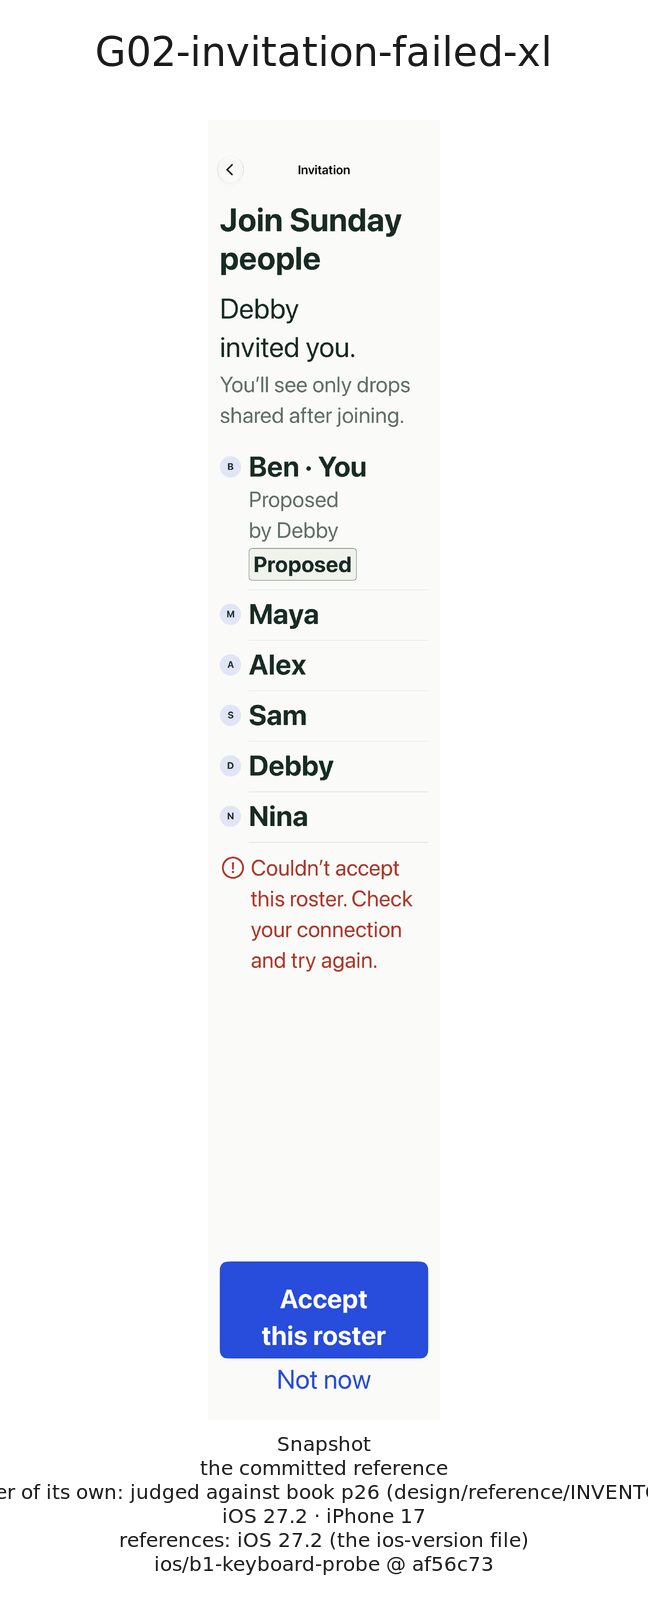 G02-invitation-failed-xl
Invitation
Join Sunday
people
Debby
invited you.
You’ll see only drops
shared after joining.
B Ben · You
Proposed
by Debby
Proposed
M Maya
A Alex
S Sam
D Debby
N Nina
Couldn’t accept
this roster. Check
your connection
and try again.
Accept
this roster
Not now
Snapshot
the committed reference
of its own: judged against book p26 (design/reference/
iOS 27.2 · iPhone 17
references: iOS 27.2 (the ios-version file)
ios/b1-keyboard-probe @ af56c73